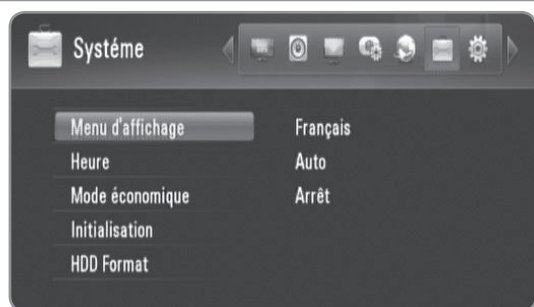 Systéme
Menu d'affichage Français
Heure Auto
Mode économique Arrêt
Initialisation
HDD Format